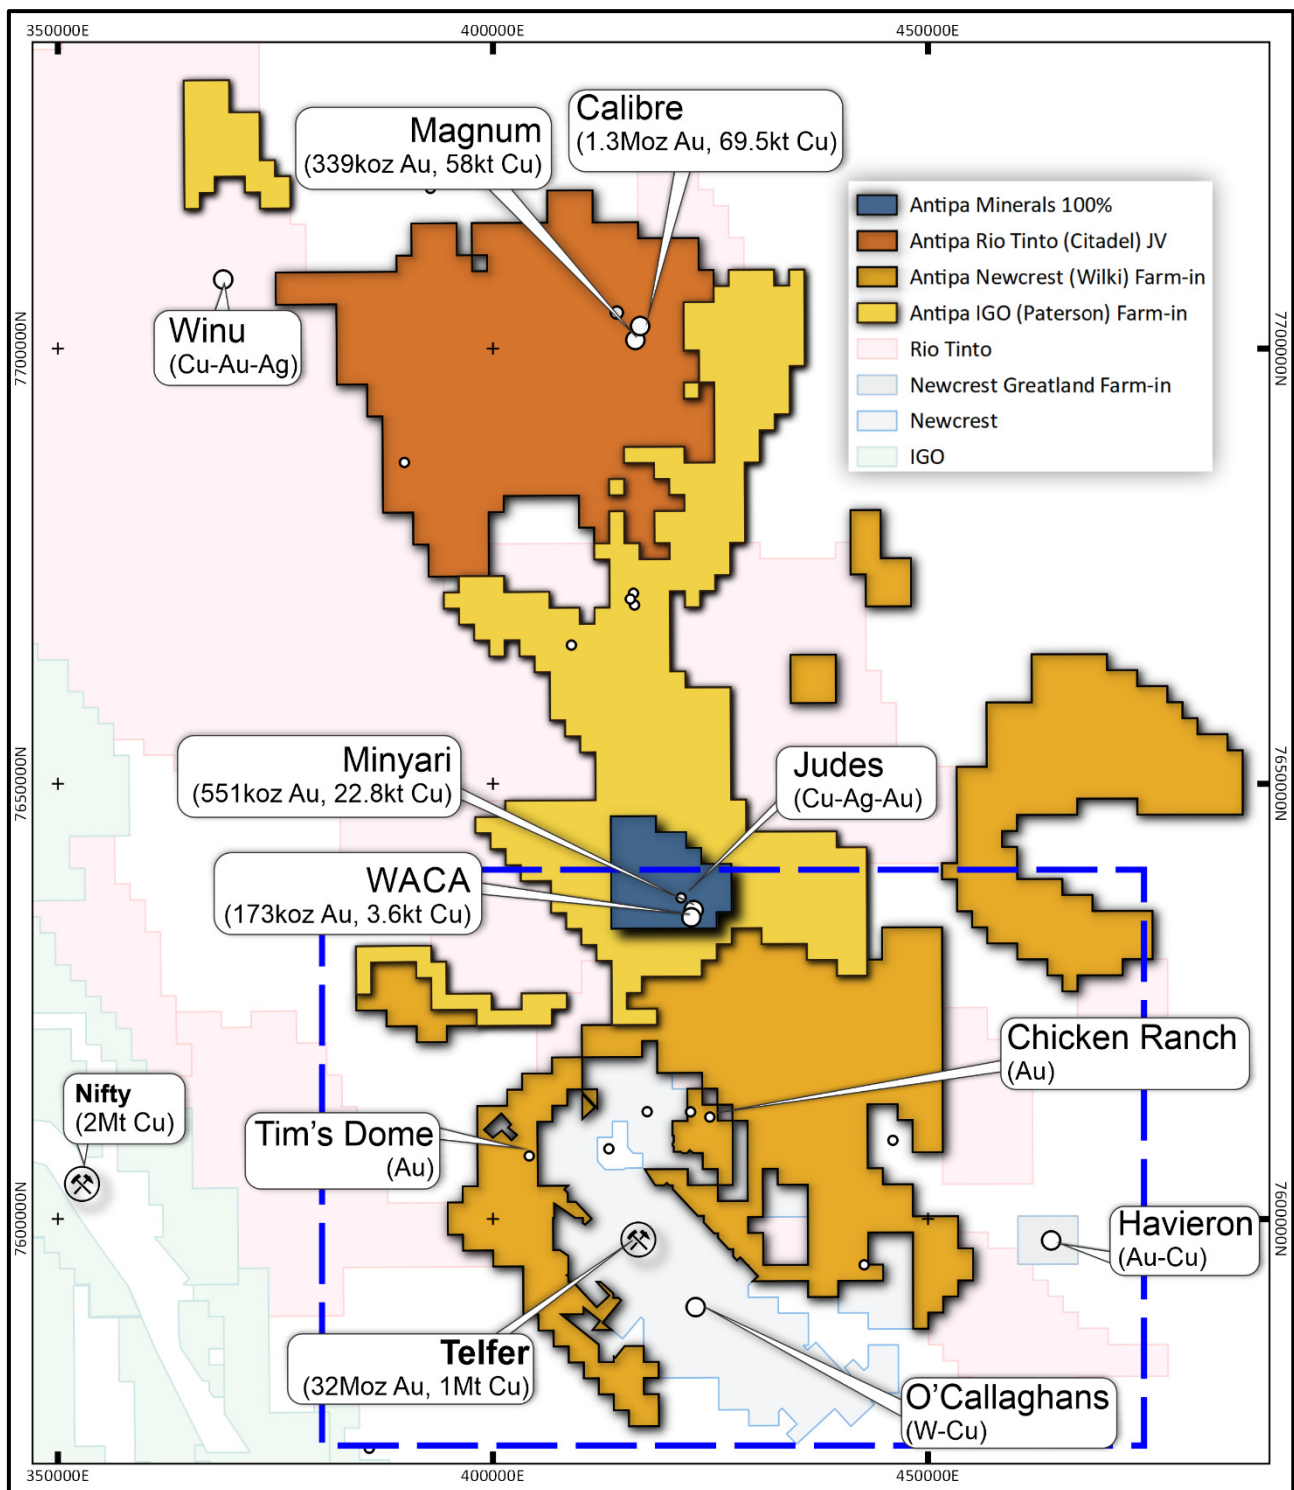 350000E
400000E
450000E
Calibre
(1.3Moz Au, 69.5kt Cu)
Magnum
(339koz Au, 58kt Cu)
Antipa Minerals 100%
Antipa Rio Tinto (Citadel) JV
Antipa Newcrest (Wilki) Farm-in
Antipa IGO (Paterson) Farm-in
Rio Tinto
Newcrest Greatland Farm-in
Newcrest
IGO
Winu
(Cu-Au-Ag)
7700000N
7700000N
Minyari
(551koz Au, 22.8kt Cu)
Judes
(Cu-Ag-Au)
7650000N
7650000N
WACA
(173koz Au, 3.6kt Cu)
Chicken Ranch
(Au)
Nifty
(2Mt Cu)
Tim's Dome
(Au)
7600000N
7600000N
Havieron
(Au-Cu)
Telfer
(32Moz Au, 1Mt Cu)
O'Callaghans
(W-Cu)
350000E
400000E
450000E